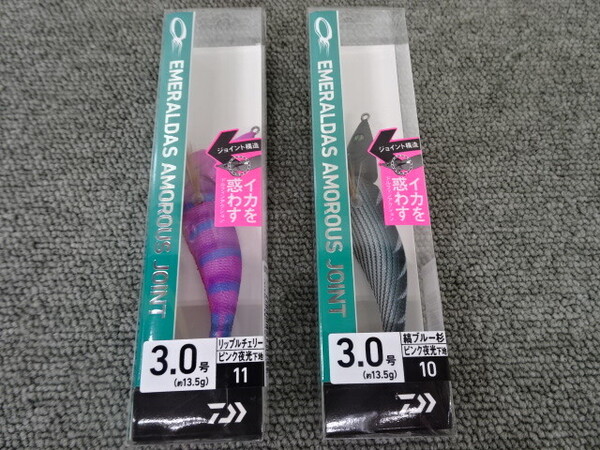 EMERALDAS AMOROUS JOINT
ジョイント構造
イカを
惑わす
3.0号
(約13.5g)
リップルチェリー
ピンク夜光下地
11
EMERALDAS AMOROUS JOINT
ジョイント構造
イカを
惑わす
3.0号
(約13.5g)
縞ブルー杉
ピンク夜光下地
10